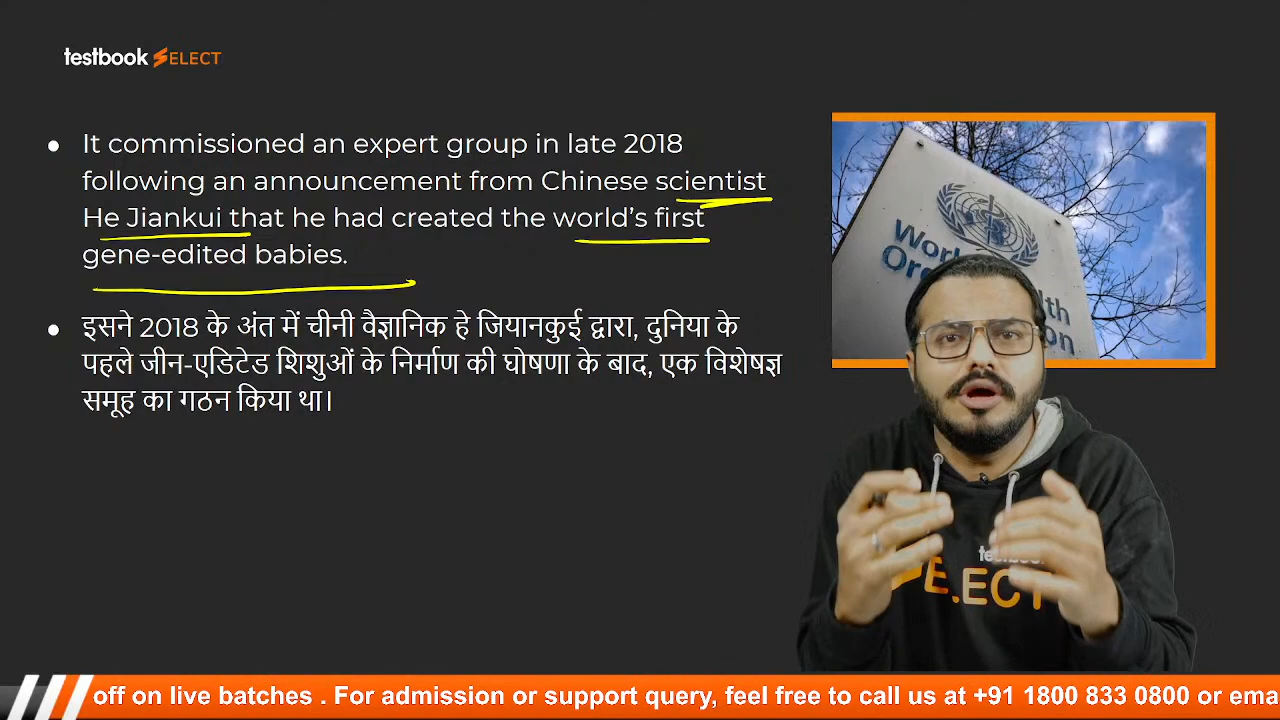 testbook SELECT
It commissioned an expert group in late 2018
following an announcement from Chinese scientist
He Jiankui that he had created the world's first
gene-edited babies.
इसने 2018 के अंत में चीनी वैज्ञानिक हे जियानकुई द्वारा, दुनिया के
पहले जीन-एडिटेड शिशुओं के निर्माण की घोषणा के बाद, एक विशेषज्ञ
समूह का गठन किया था।
off on live batches . For admission or support query, feel free to call us at +91 1800 833 0800 or ema